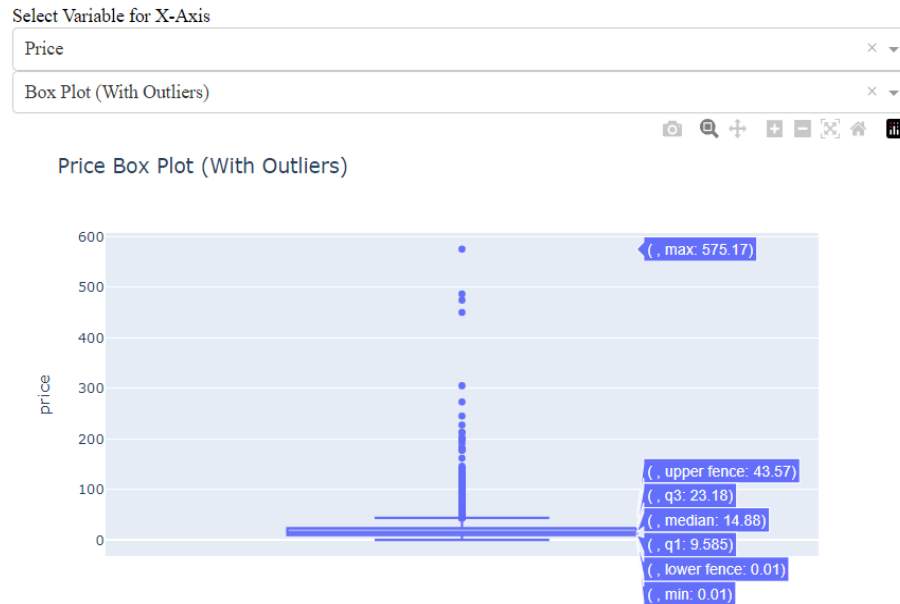 Select Variable for X-Axis
Price
Box Plot (With Outliers)
Price Box Plot (With Outliers)
600
(, max: 575.17)
500
400
300
price
200
100
(, upper fence: 43.57)
(, q3: 23.18)
(, median: 14.88)
0
(, q1: 9.585)
(, lower fence: 0.01)
(, min: 0.01)